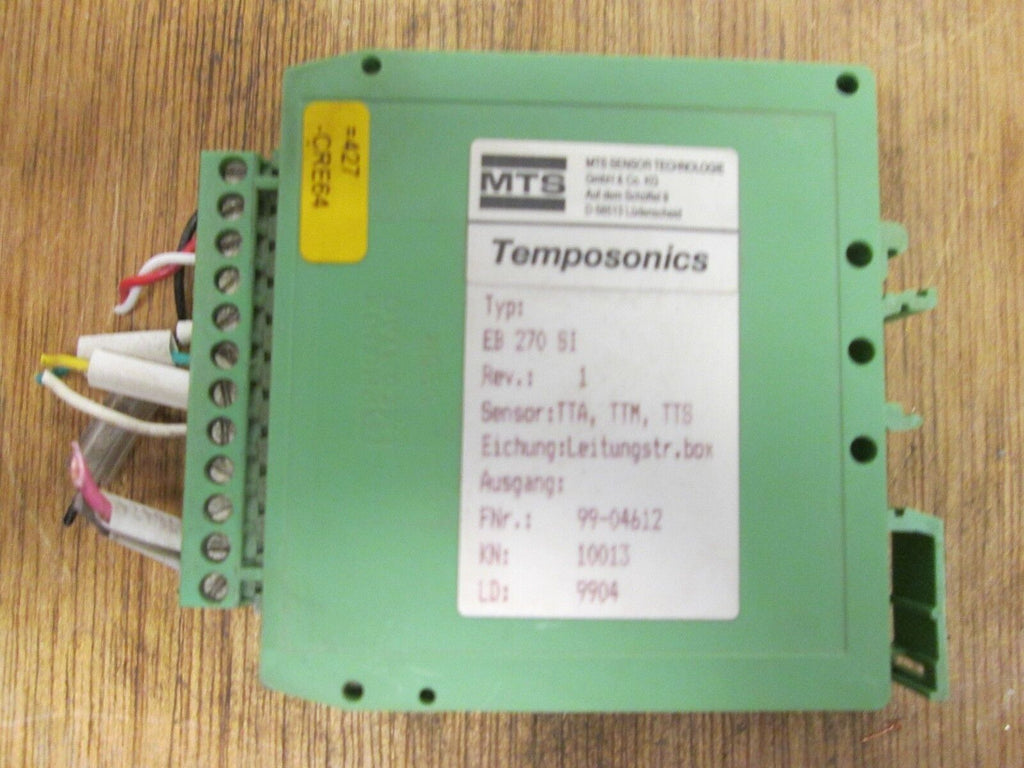 =427
-CRE64
MTS
MTS SENSOR TECHNOLOGIE
GmbH & Co. KG
Auf dem Schüffel 9
D-58513 Lüdenscheid
Temposonics
Typ:
EB 270 SI
Rev.: 1
Sensor:TTA, TTM, TTS
Eichung:Leitungstr.box
Ausgang:
FNr.: 99-04612
KN: 10013
LD: 9904